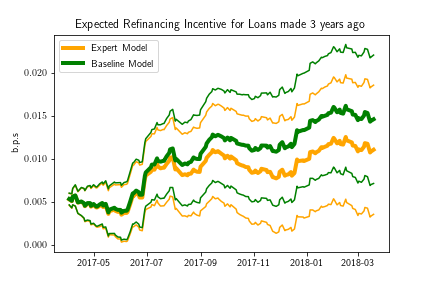 Expected Refinancing Incentive for Loans made 3 years ago
Expert Model
Baseline Model
b.p.s
0.020
0.015
0.010
0.005
0.000
2017-05 2017-07 2017-09 2017-11 2018-01 2018-03